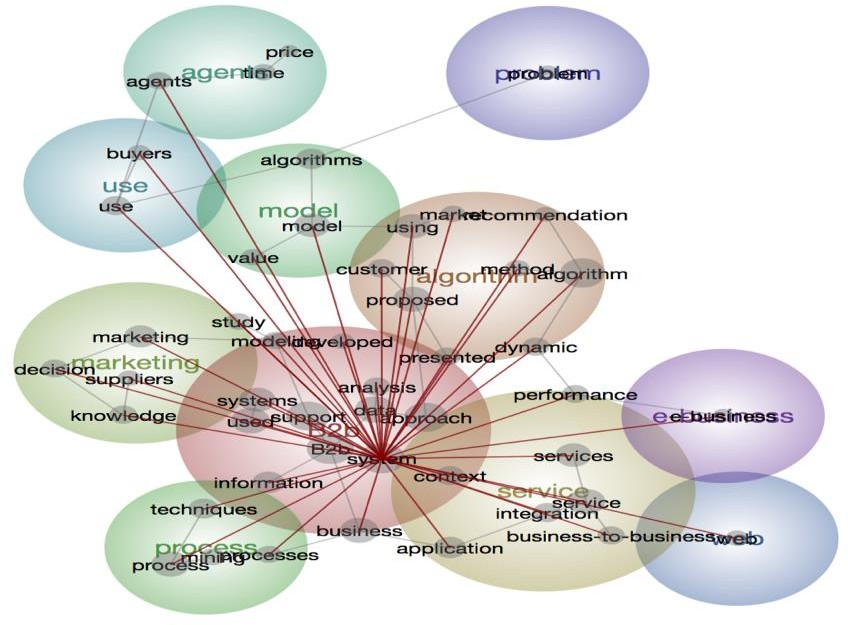 price
agent
time
agents
problem
problem
buyers
algorithms
use
use
model
market
recommendation
model
using
value
customer
algorithm
method
algorithm
proposed
study
marketing
modeling
developed
dynamic
presented
marketing
decision
suppliers
analysis
performance
systems
data
knowledge
used
support
approach
e-business
e-business
B2b
B2b
system
services
context
information
service
service
techniques
integration
business
business-to-business
web
web
process
application
mining
processes
process